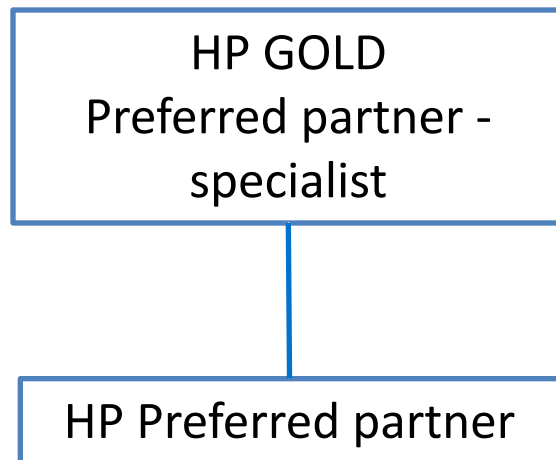 HP GOLD
Preferred partner -
specialist
HP Preferred partner